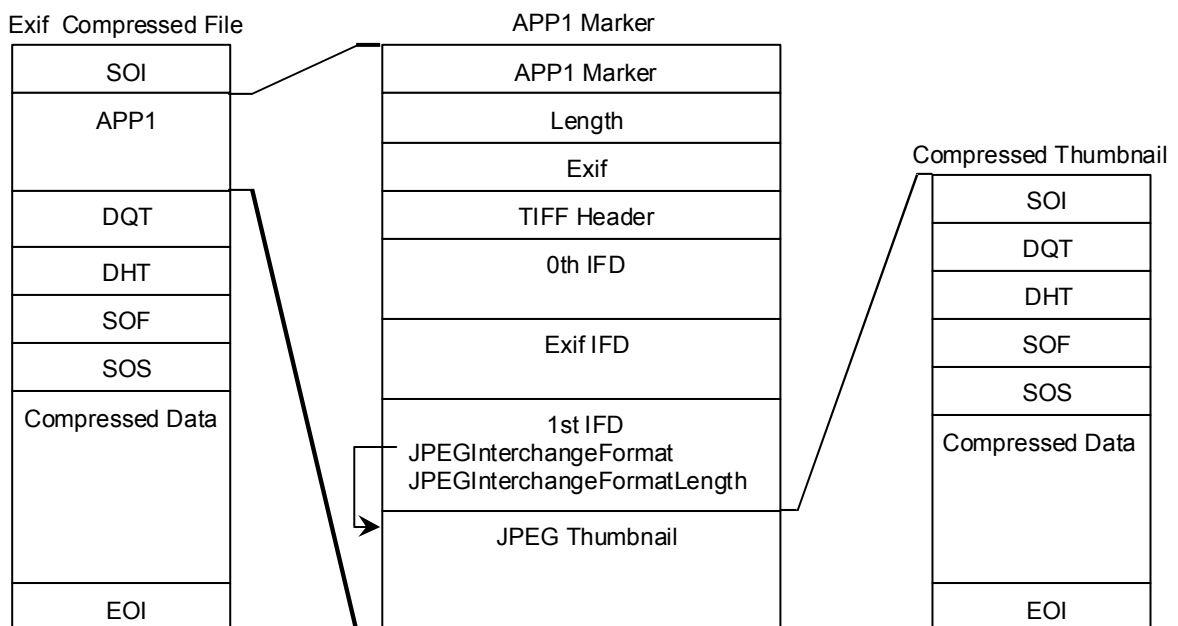 Exif Compressed File
SOI
APP1
DQT
DHT
SOF
SOS
Compressed Data
EOI
APP1 Marker
APP1 Marker
Length
Exif
TIFF Header
0th IFD
Exif IFD
1st IFD
JPEGInterchangeFormat
JPEGInterchangeFormatLength
JPEG Thumbnail
Compressed Thumbnail
SOI
DQT
DHT
SOF
SOS
Compressed Data
EOI